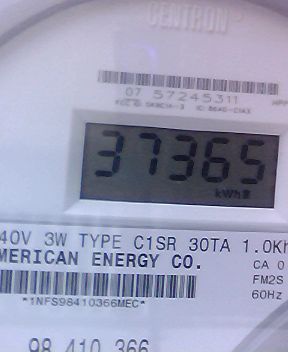 CENTRON
07 57245311
37365
kWh
40V 3W TYPE C1SR 30TA 1.0Kh
MERICAN ENERGY CO.
CA 0
FM2S
60Hz
*1NFS98410366MEC*
98 410 366